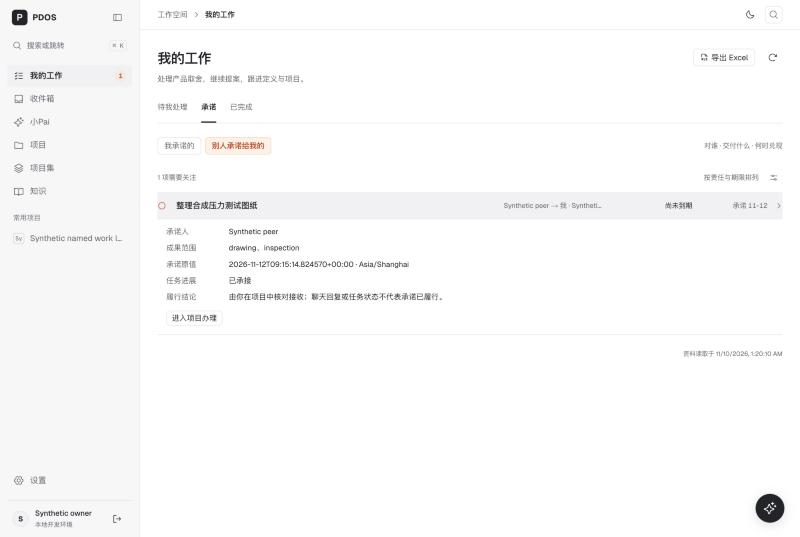 P PDOS
搜索或跳转 ⌘ K
我的工作 1
收件箱
小Pai
项目
项目集
知识
常用项目
Sy Synthetic named work l...
设置
S Synthetic owner
本地开发环境
工作空间 > 我的工作
我的工作
导出 Excel
处理产品取舍，继续提案，跟进定义与项目。
待我处理 承诺 已完成
我承诺的 别人承诺给我的
对谁 · 交付什么 · 何时兑现
1 项需要关注
按责任与期限排列
整理合成压力测试图纸 Synthetic peer → 我 · Syntheti... 尚未到期 承诺 11-12
承诺人 Synthetic peer
成果范围 drawing、inspection
承诺原值 2026-11-12T09:15:14.824570+00:00 · Asia/Shanghai
任务进展 已承接
履行结论 由你在项目中核对接收；聊天回复或任务状态不代表承诺已履行。
进入项目办理
资料读取于 11/10/2026, 1:20:10 AM